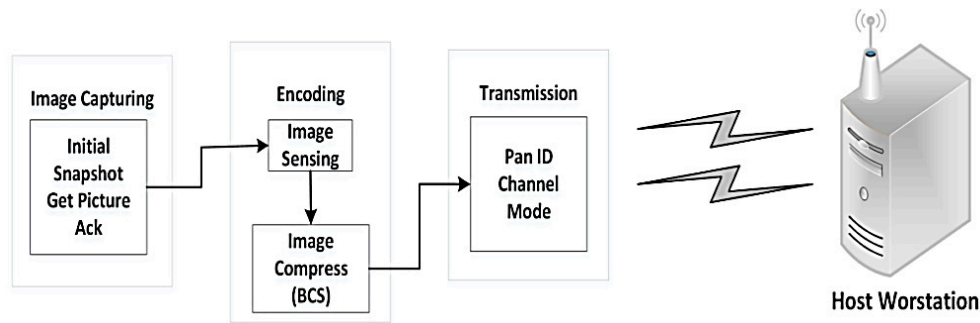 Image Capturing
Initial
Snapshot
Get Picture
Ack
Encoding
Image
Sensing
Image
Compress
(BCS)
Transmission
Pan ID
Channel
Mode
Host Worstation